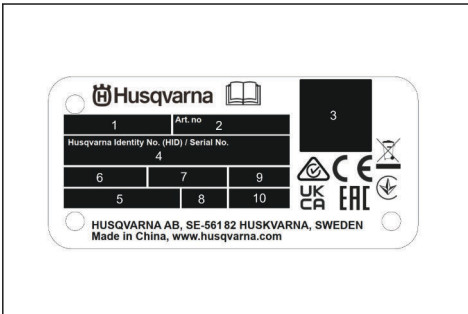 Husqvarna
1
Art. no 2
3
Husqvarna Identity No. (HID) / Serial No.
4
6 7 9
5 8 10
CE
UK
CA
EAC
HUSQVARNA AB, SE-561 82 HUSKVARNA, SWEDEN
Made in China, www.husqvarna.com